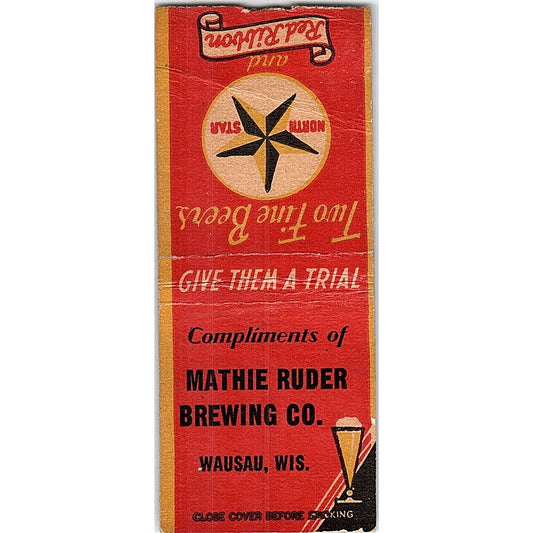 Two Fine Beers
NORTH STAR
and
Red Ribbon
GIVE THEM A TRIAL
Compliments of
MATHIE RUDER
BREWING CO.
WAUSAU, WIS.
CLOSE COVER BEFORE STRIKING